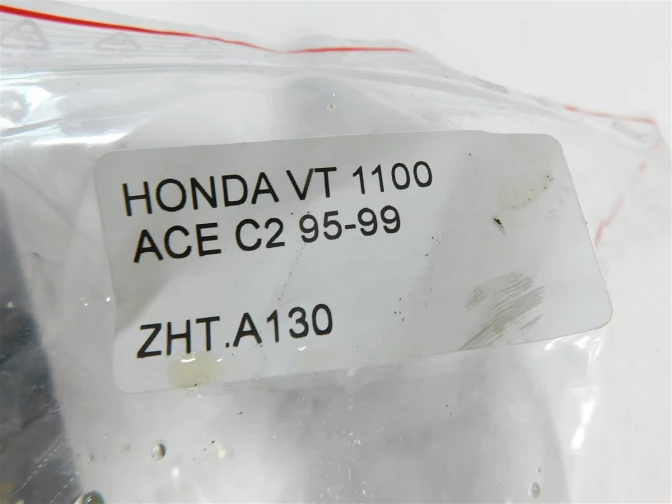 HONDA VT 1100
ACE C2 95-99
ZHT.A130